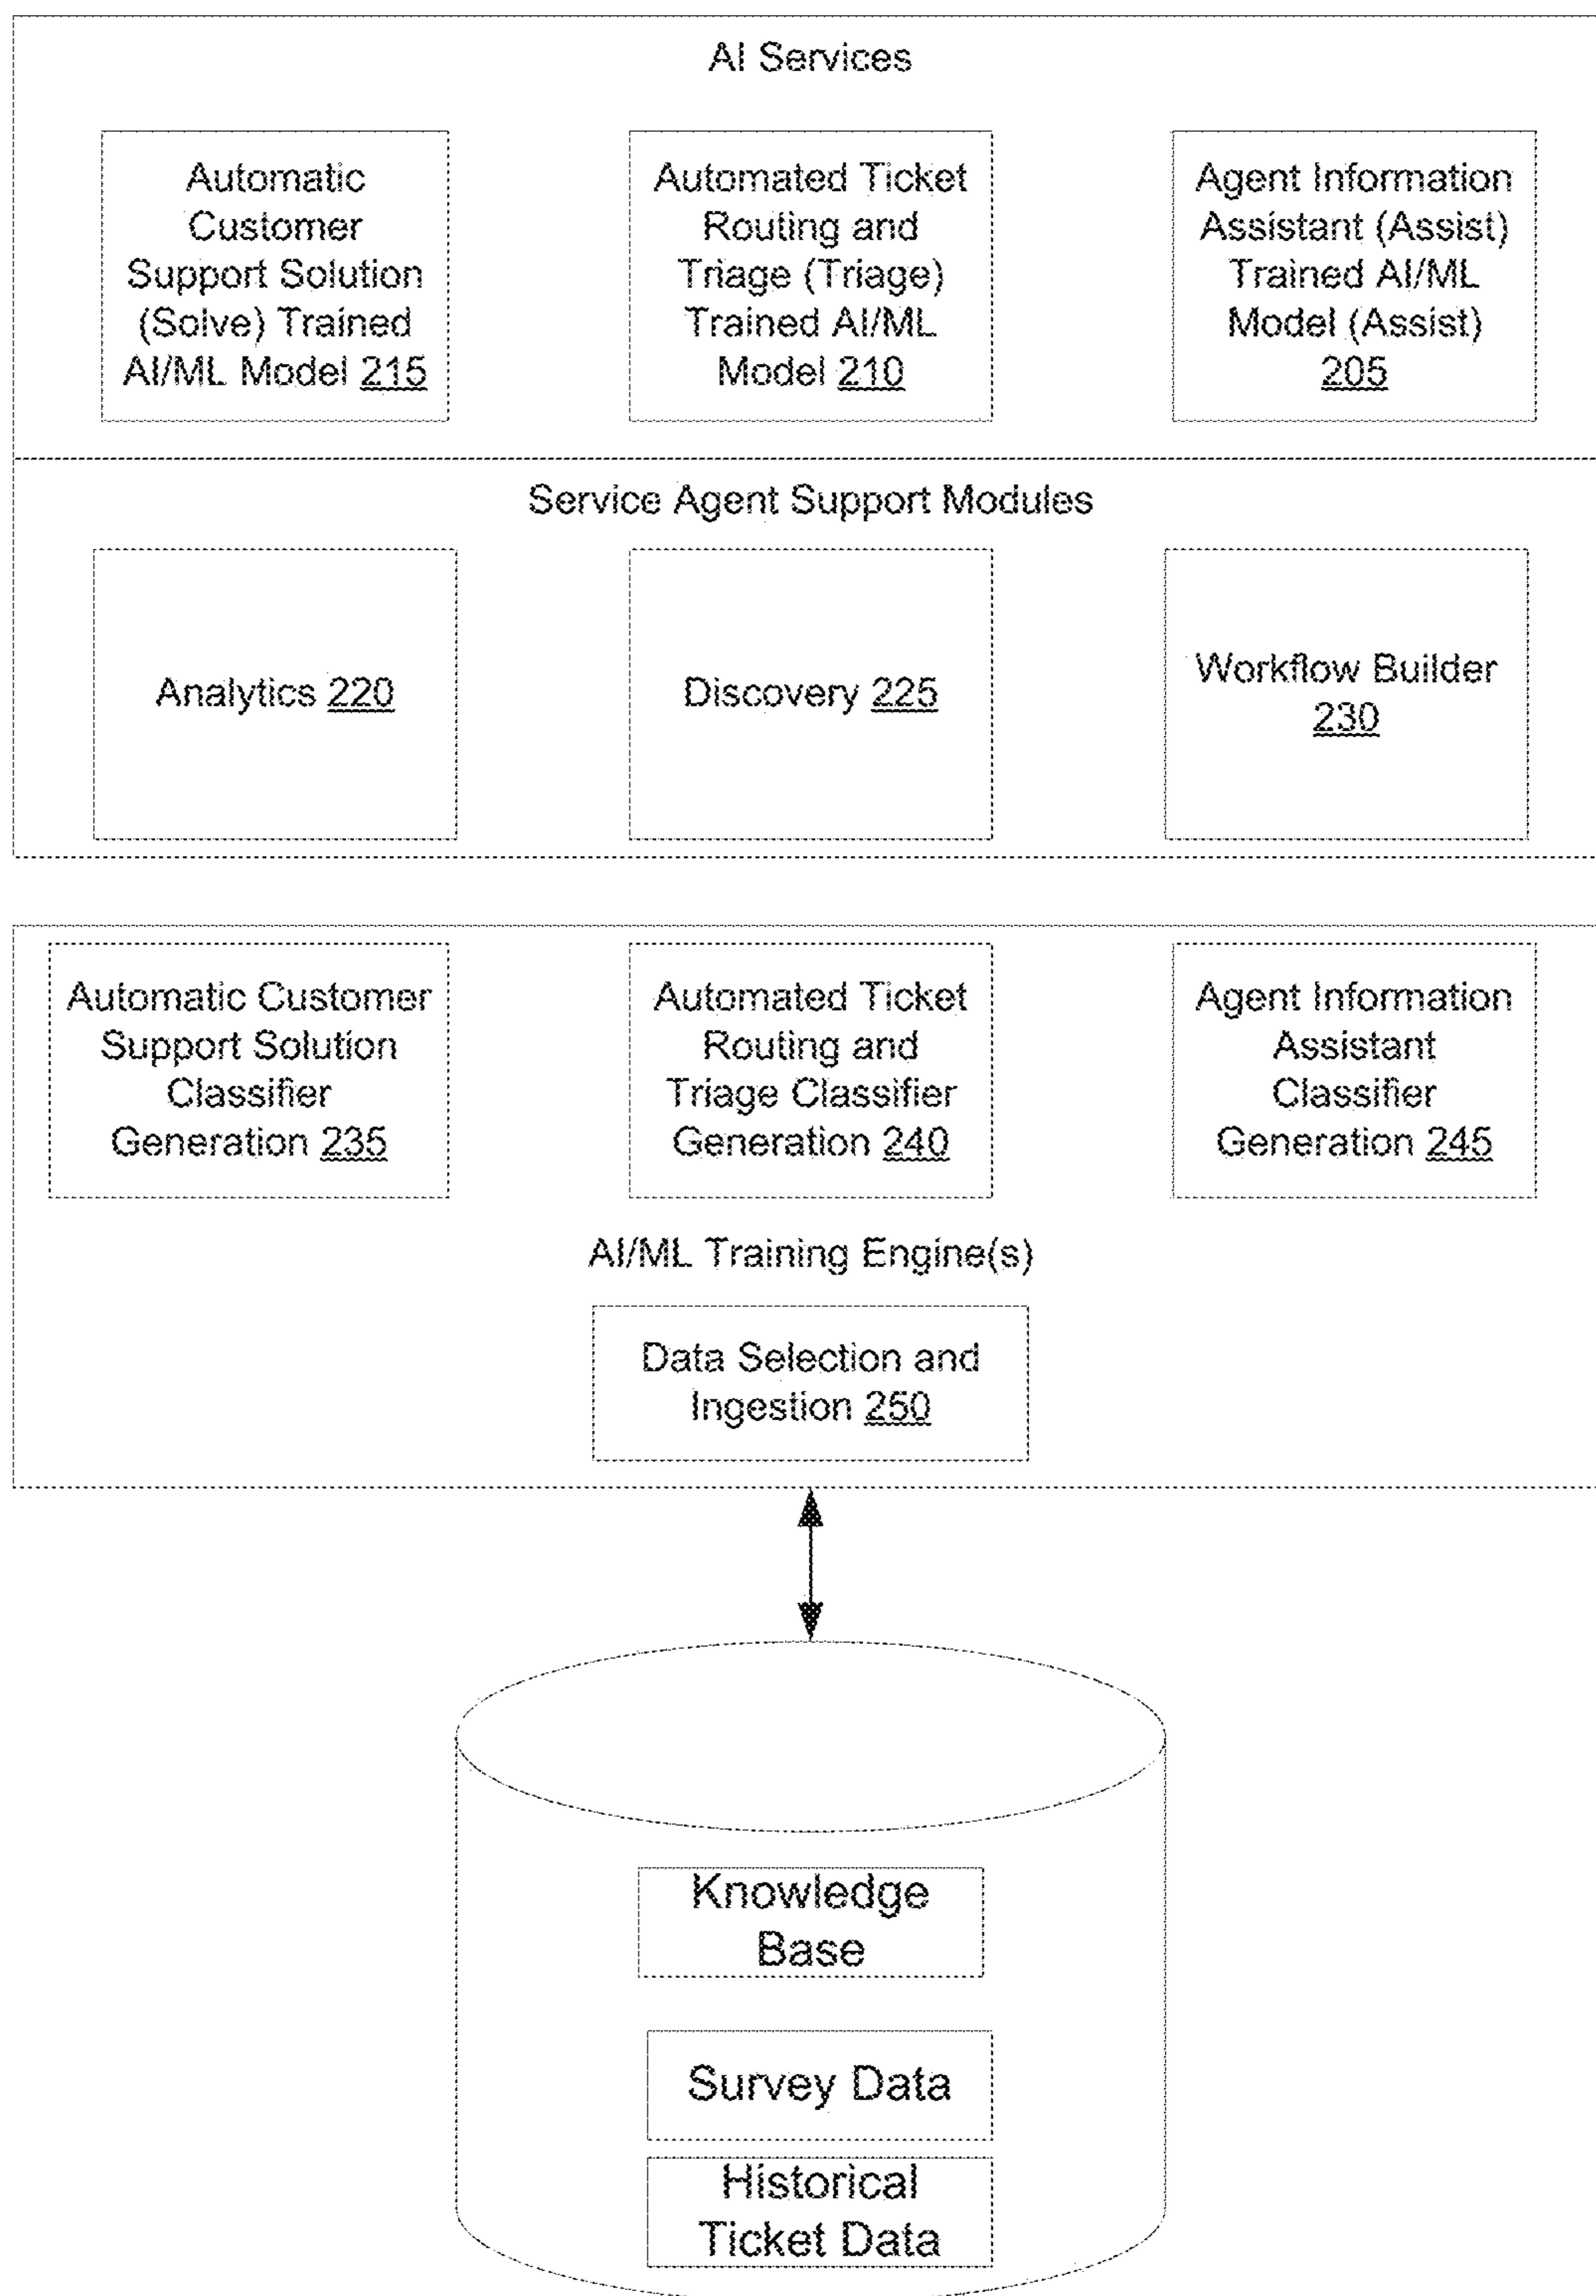 AI Services
Automatic
Customer
Support Solution
(Solve) Trained
AI/ML Model 215
Automated Ticket
Routing and
Triage (Triage)
Trained AI/ML
Model 210
Agent Information
Assistant (Assist)
Trained AI/ML
Model (Assist)
205
Service Agent Support Modules
Analytics 220
Discovery 225
Workflow Builder
230
Automatic Customer
Support Solution
Classifier
Generation 235
Automated Ticket
Routing and
Triage Classifier
Generation 240
Agent Information
Assistant
Classifier
Generation 245
AI/ML Training Engine(s)
Data Selection and
Ingestion 250
Knowledge
Base
Survey Data
Historical
Ticket Data